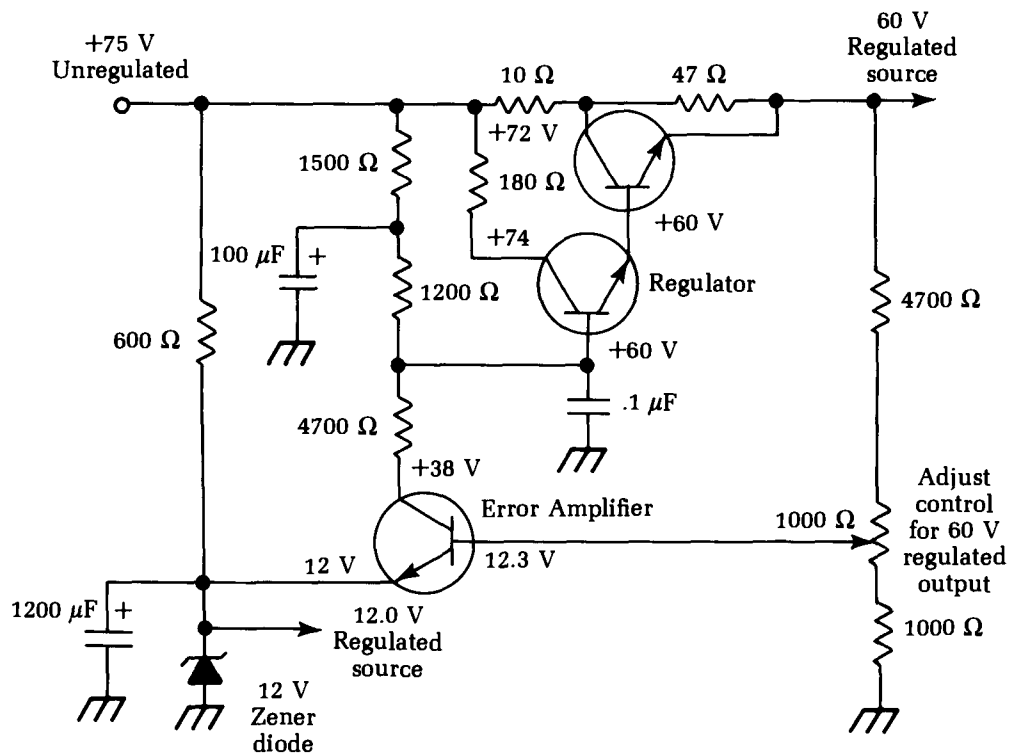 +75 V
Unregulated
60 V
Regulated
source
10 Ω
47 Ω
+72 V
1500 Ω
180 Ω
+60 V
100 μF +
+74
1200 Ω
Regulator
4700 Ω
600 Ω
+60 V
.1 μF
4700 Ω
+38 V
Error Amplifier
1000 Ω
Adjust
control
for 60 V
regulated
output
12 V
12.3 V
1200 μF +
12.0 V
Regulated
source
1000 Ω
12 V
Zener
diode